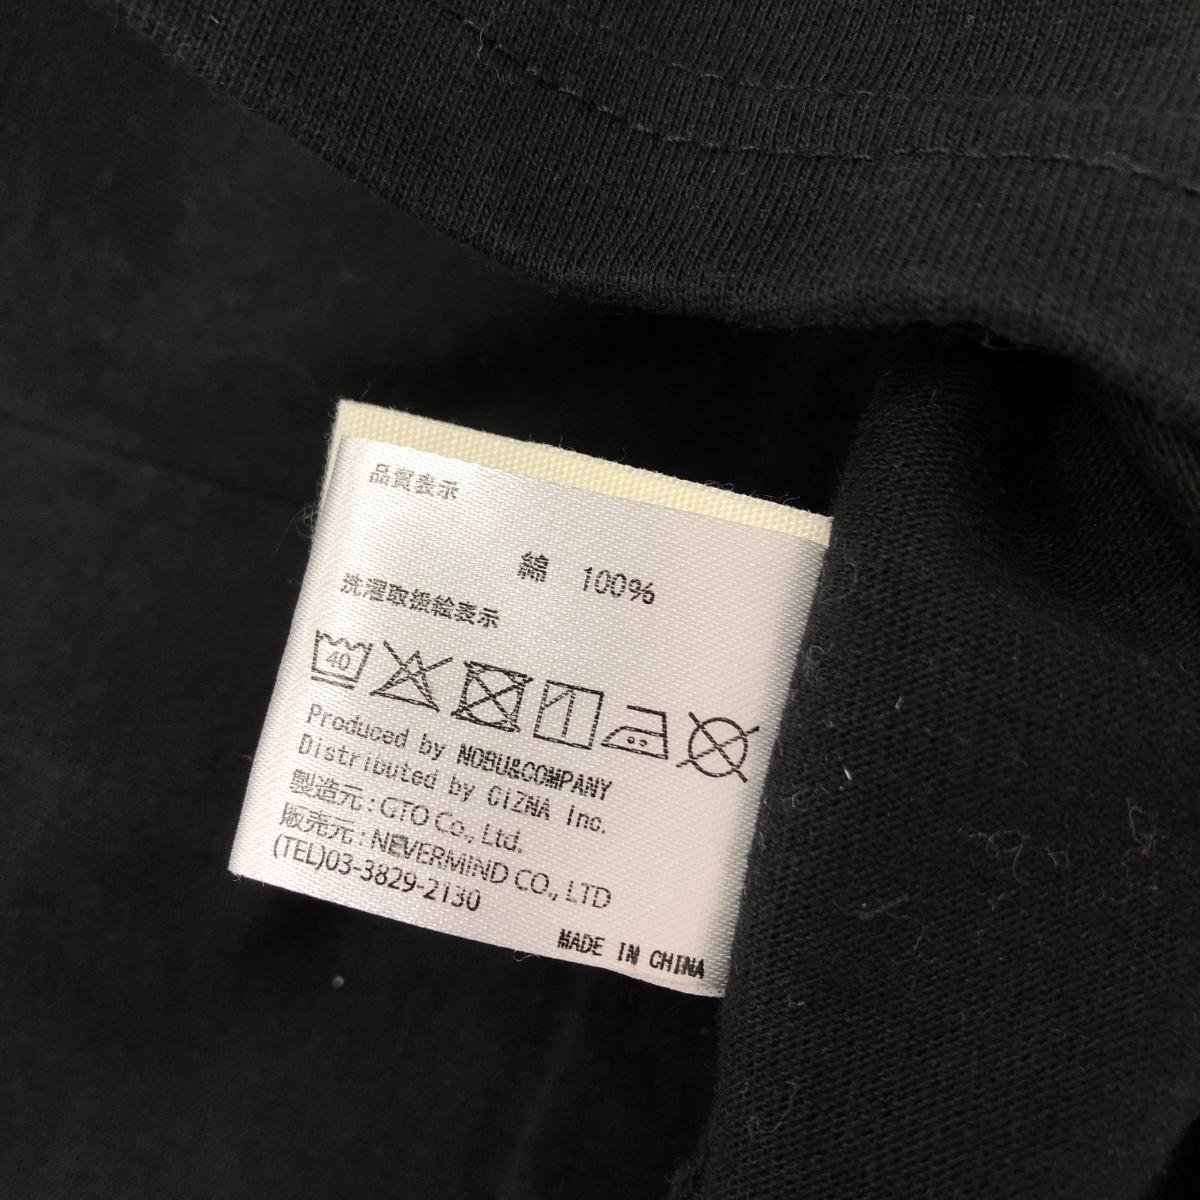 品質表示
綿 100%
洗濯取扱絵表示
40
Produced by NOBU&COMPANY
Distributed by CIZNA Inc.
製造元:GTO Co., Ltd.
販売元:NEVERMIND CO., LTD
(TEL)03-3829-2130
MADE IN CHINA